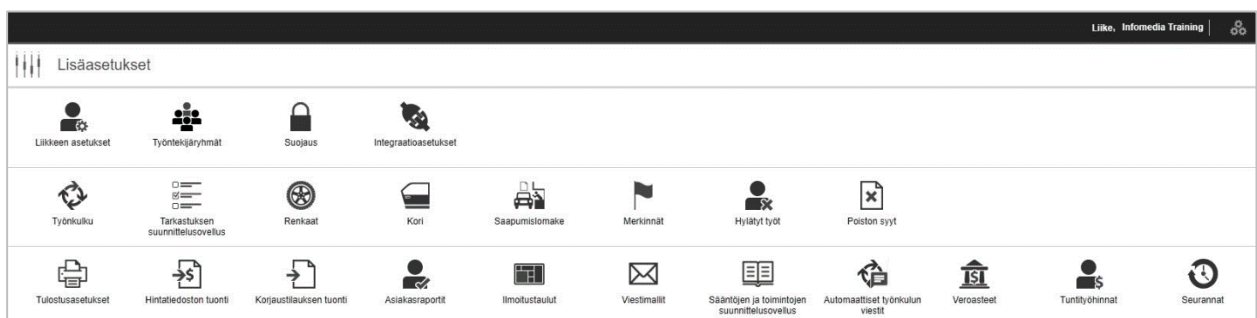 Liike, Infomedia Training
Lisäasetukset
Liikkeen asetukset Työntekijäryhmät Suojaus Integraatioasetukset
Työnkulku Tarkastuksen suunnittelusovellus Renkaat Kori Saapumislomake Merkinnät Hylätyt työt Poiston syyt
Tulostusasetukset Hintatiedoston tuonti Korjaustilauksen tuonti Asiakasraportit Ilmoitustaulut Viestimallit Sääntöjen ja toimintojen suunnittelusovellus Automaattiset työnkulun viestit Veroasteet Tuntityöhinnat Seurannat